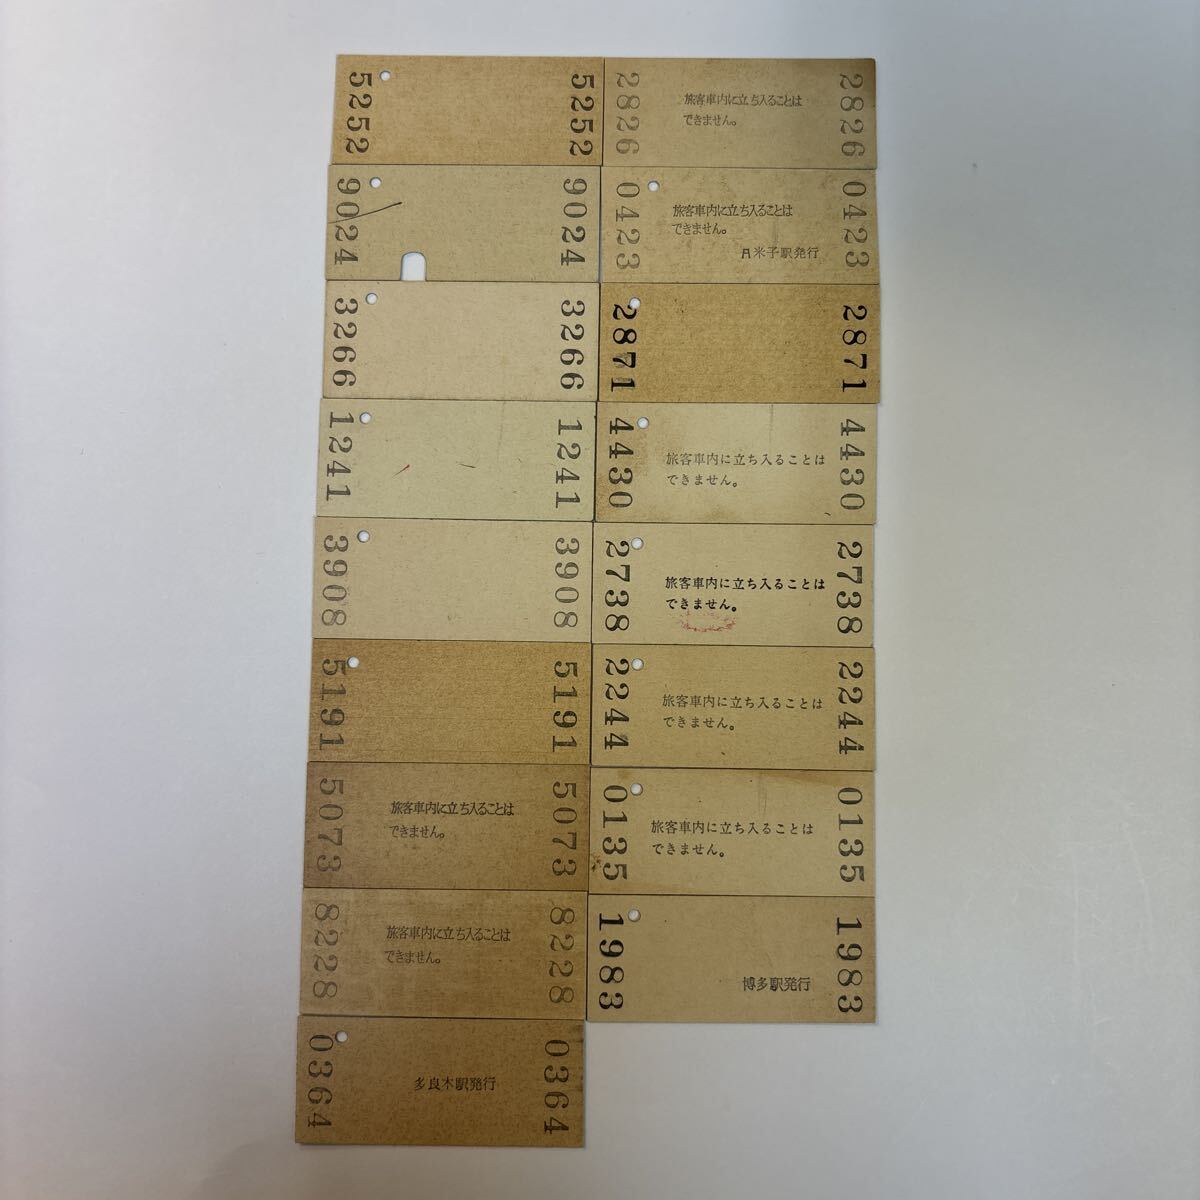 5252 5252
9024 9024
3266 3266
1241 1241
3908 3908
5191 5191
5073 5073
旅客車内に立ち入ることは
できません。
8228 8228
旅客車内に立ち入ることは
できません。
0364 0364
多良木駅発行
2826 2826
旅客車内に立ち入ることは
できません。
0423 0423
旅客車内に立ち入ることは
できません。
米子駅発行
2871 2871
4430 4430
旅客車内に立ち入ることは
できません。
2738 2738
旅客車内に立ち入ることは
できません。
2244 2244
旅客車内に立ち入ることは
できません。
0135 0135
旅客車内に立ち入ることは
できません。
1983 1983
博多駅発行